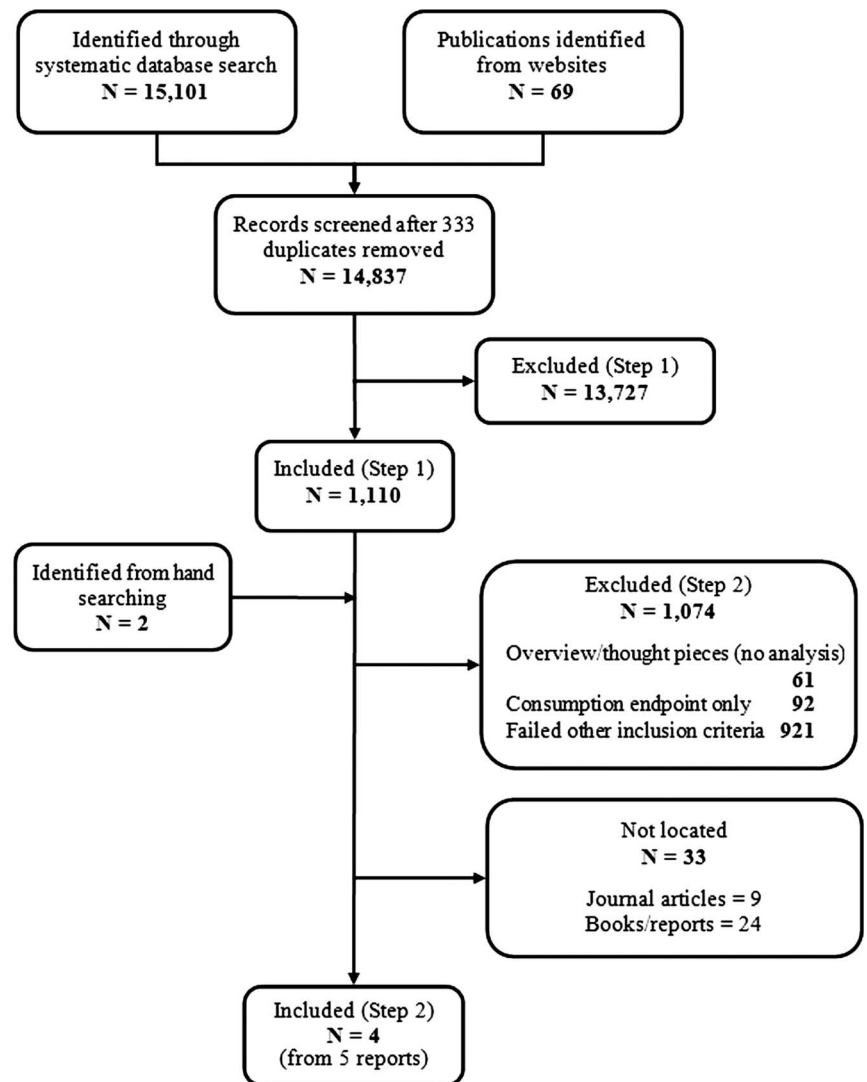 Identified through
systematic database search
N = 15,101
Publications identified
from websites
N = 69
Records screened after 333
duplicates removed
N = 14,837
Excluded (Step 1)
N = 13,727
Included (Step 1)
N = 1,110
Identified from hand
searching
N = 2
Excluded (Step 2)
N = 1,074
Overview/thought pieces (no analysis)
61
Consumption endpoint only 92
Failed other inclusion criteria 921
Not located
N = 33
Journal articles = 9
Books/reports = 24
Included (Step 2)
N = 4
(from 5 reports)